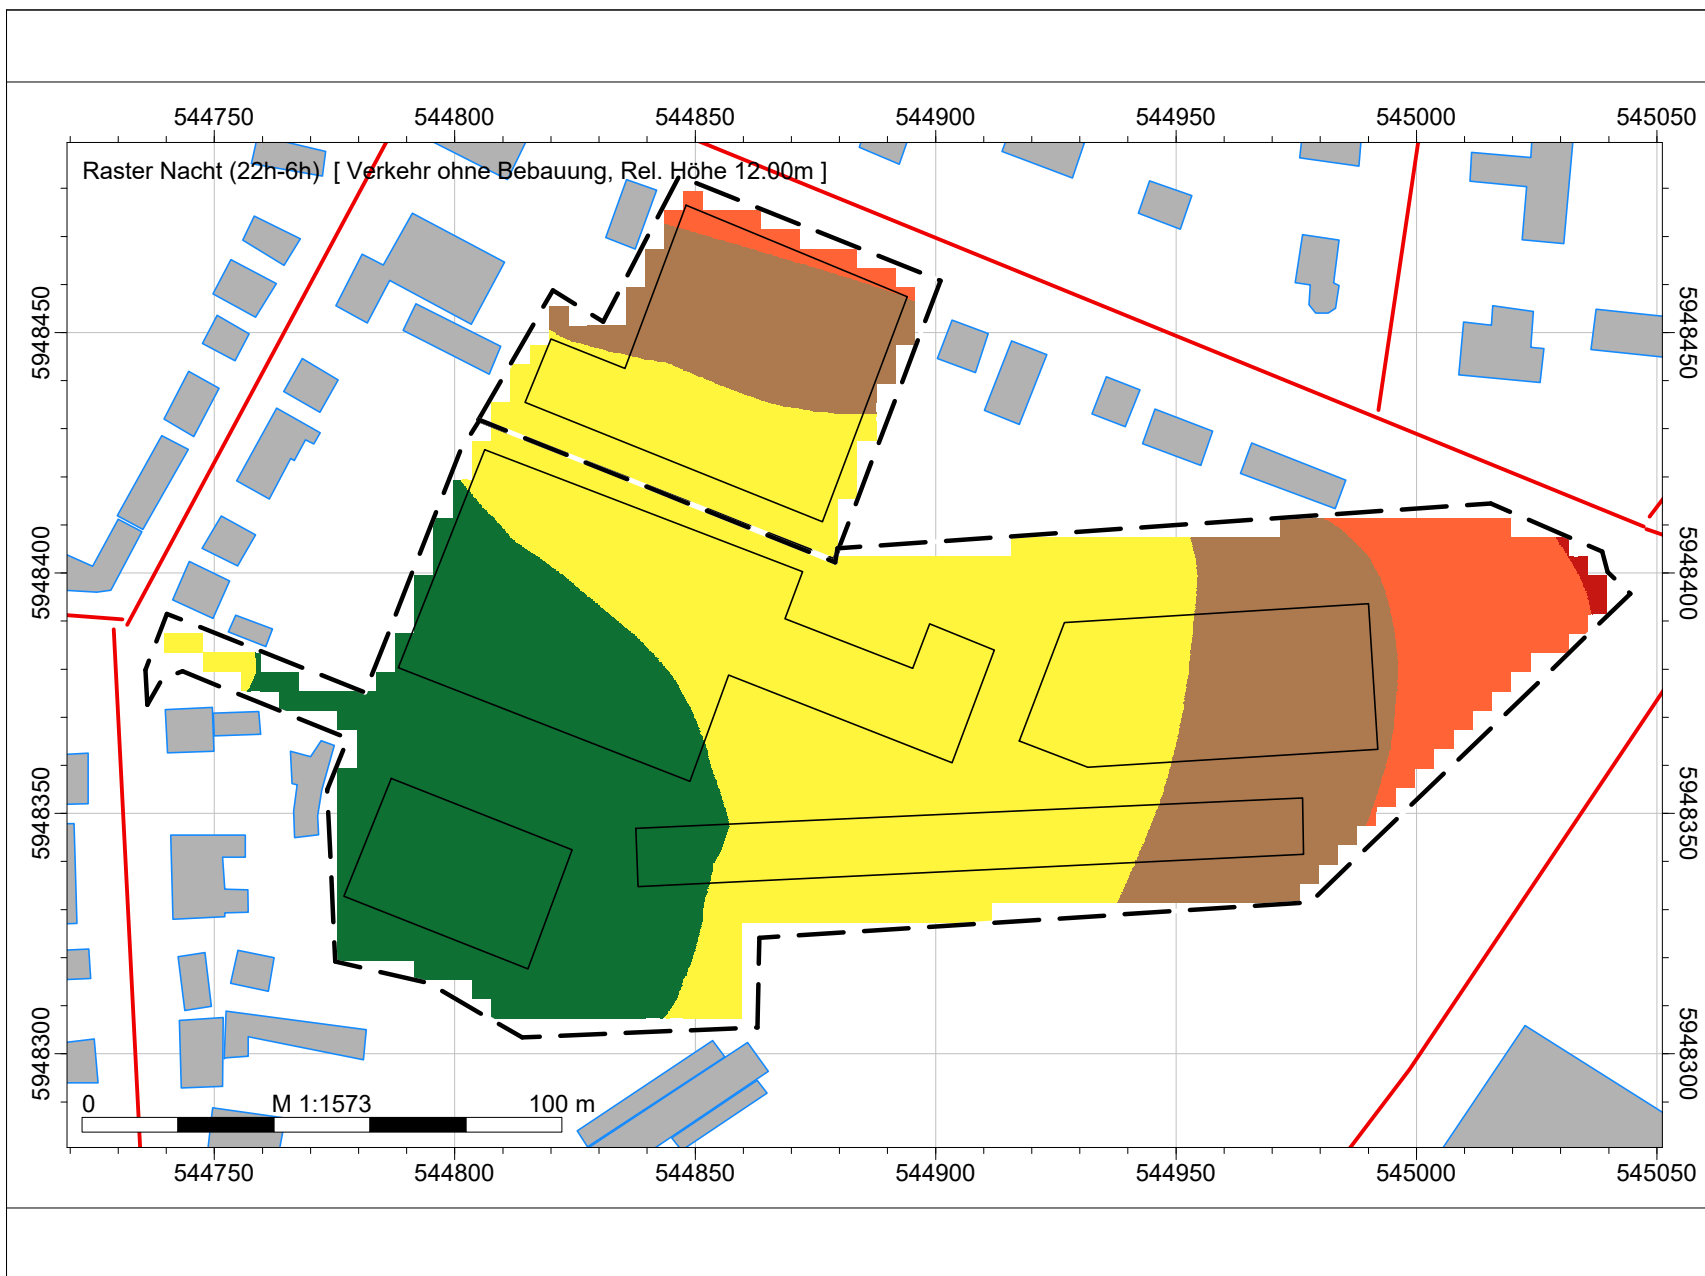 544750 544800 544850 544900 544950 545000 545050
Raster Nacht (22h-6h) [ Verkehr ohne Bebauung, Rel. Höhe 12.00m ]
5948450 5948450
5948400 5948400
5948350 5948350
5948300 5948300
0 M 1:1573 100 m
544750 544800 544850 544900 544950 545000 545050